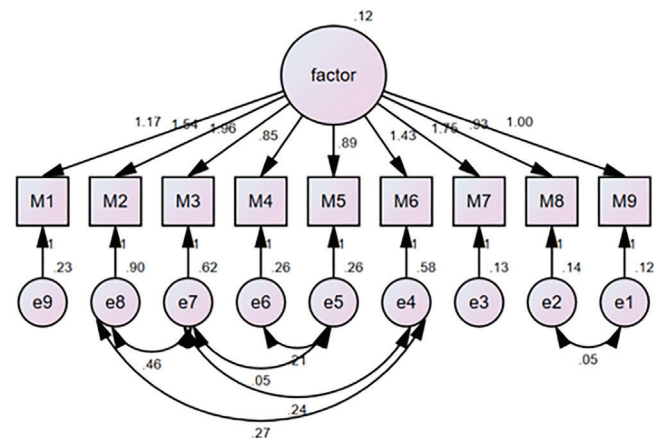 .12
factor
1.17 1.54 1.96 .85 .89 1.43 1.75 .93 1.00
M1 M2 M3 M4 M5 M6 M7 M8 M9
1 1 1 1 1 1 1 1 1
.23 .90 .62 .26 .26 .58 .13 .14 .12
e9 e8 e7 e6 e5 e4 e3 e2 e1
.46 .21 .05
.05
.24
.27